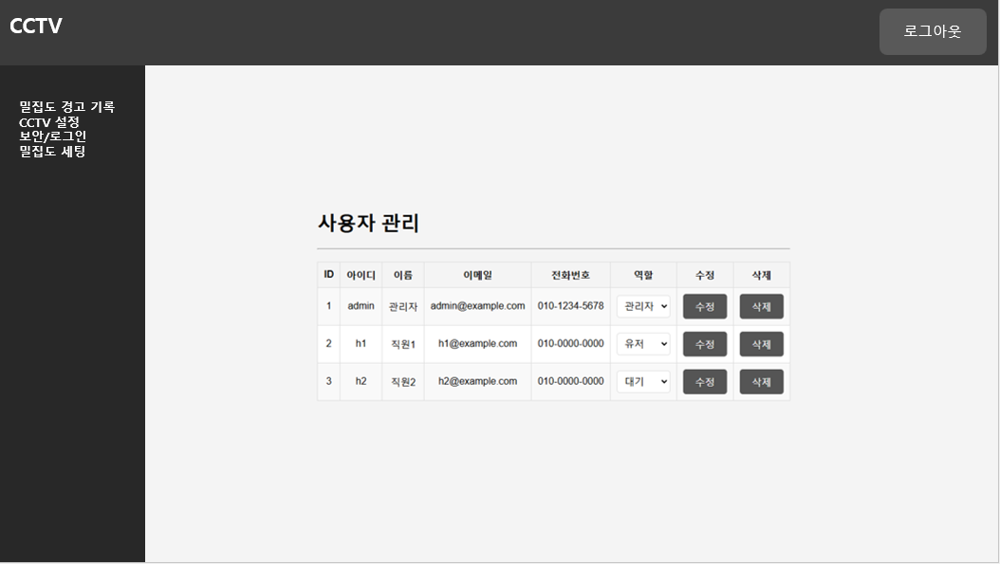 CCTV
로그아웃
밀집도 경고 기록
CCTV 설정
보안/로그인
밀집도 세팅
사용자 관리
ID 아이디 이름 이메일 전화번호 역할 수정 삭제
1 admin 관리자 admin@example.com 010-1234-5678 관리자 수정 삭제
2 h1 직원1 h1@example.com 010-0000-0000 유저 수정 삭제
3 h2 직원2 h2@example.com 010-0000-0000 대기 수정 삭제